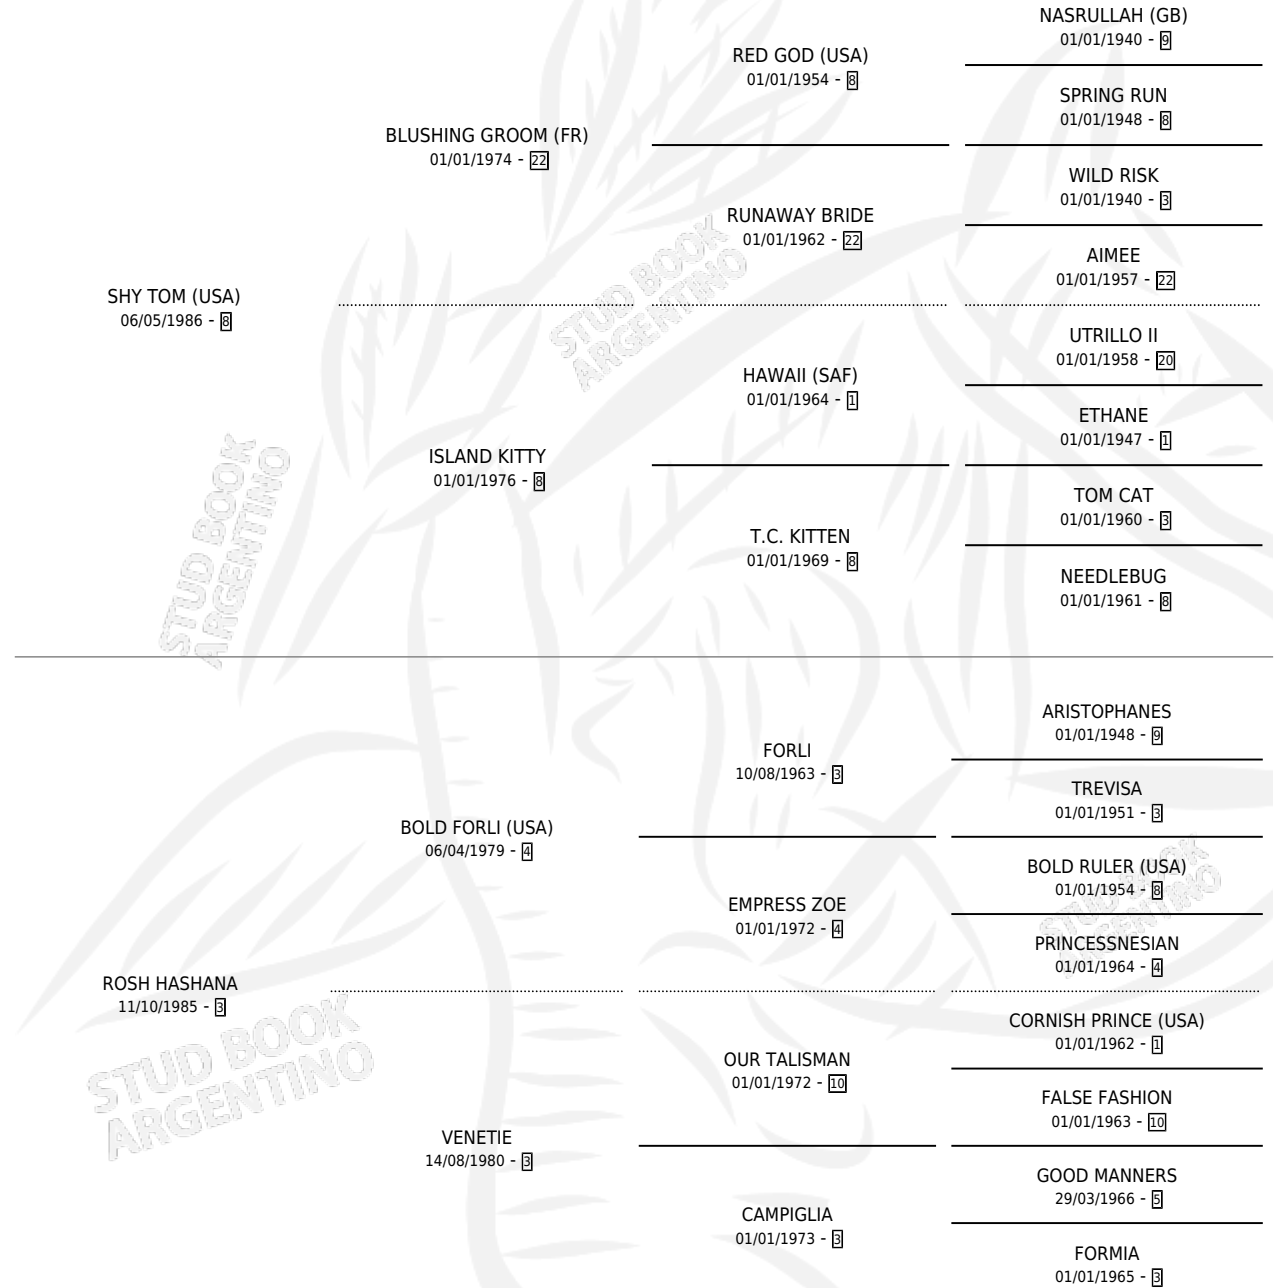 NASRULLAH (GB)
01/01/1940 - 9
RED GOD (USA)
01/01/1954 - 8
SPRING RUN
01/01/1948 - 8
BLUSHING GROOM (FR)
01/01/1974 - 22
WILD RISK
01/01/1940 - 3
RUNAWAY BRIDE
01/01/1962 - 22
AIMEE
01/01/1957 - 22
SHY TOM (USA)
06/05/1986 - 8
STUD BOOK
ARGENTINO
UTRILLO II
01/01/1958 - 20
HAWAII (SAF)
01/01/1964 - 1
ETHANE
01/01/1947 - 1
ISLAND KITTY
01/01/1976 - 8
TOM CAT
01/01/1960 - 3
T.C. KITTEN
01/01/1969 - 8
NEEDLEBUG
01/01/1961 - 8
STUD BOOK
ARGENTINO
ARISTOPHANES
01/01/1948 - 9
FORLI
10/08/1963 - 3
TREVISA
01/01/1951 - 3
BOLD FORLI (USA)
06/04/1979 - 4
BOLD RULER (USA)
01/01/1954 - 8
EMPRESS ZOE
01/01/1972 - 4
PRINCESSNESIAN
01/01/1964 - 4
STUD BOOK
ARGENTINO
ROSH HASHANA
11/10/1985 - 3
CORNISH PRINCE (USA)
01/01/1962 - 1
OUR TALISMAN
01/01/1972 - 10
FALSE FASHION
01/01/1963 - 10
STUD BOOK
ARGENTINO
VENETIE
14/08/1980 - 3
GOOD MANNERS
29/03/1966 - 5
CAMPIGLIA
01/01/1973 - 3
FORMIA
01/01/1965 - 3